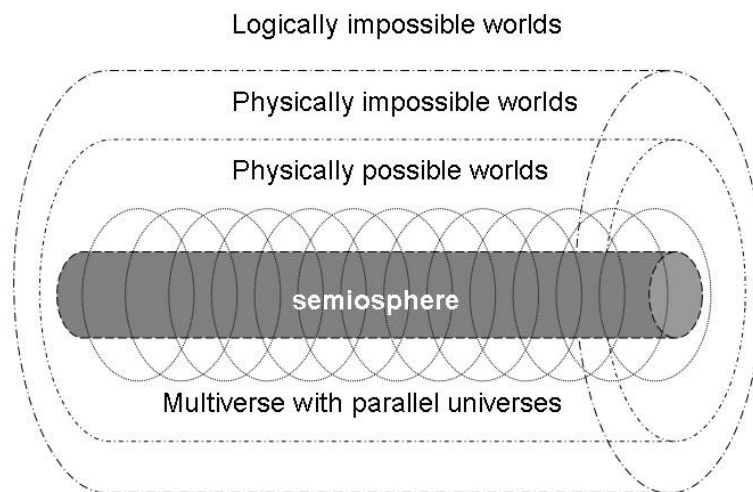 Logically impossible worlds
Physically impossible worlds
Physically possible worlds
semiosphere
Multiverse with parallel universes